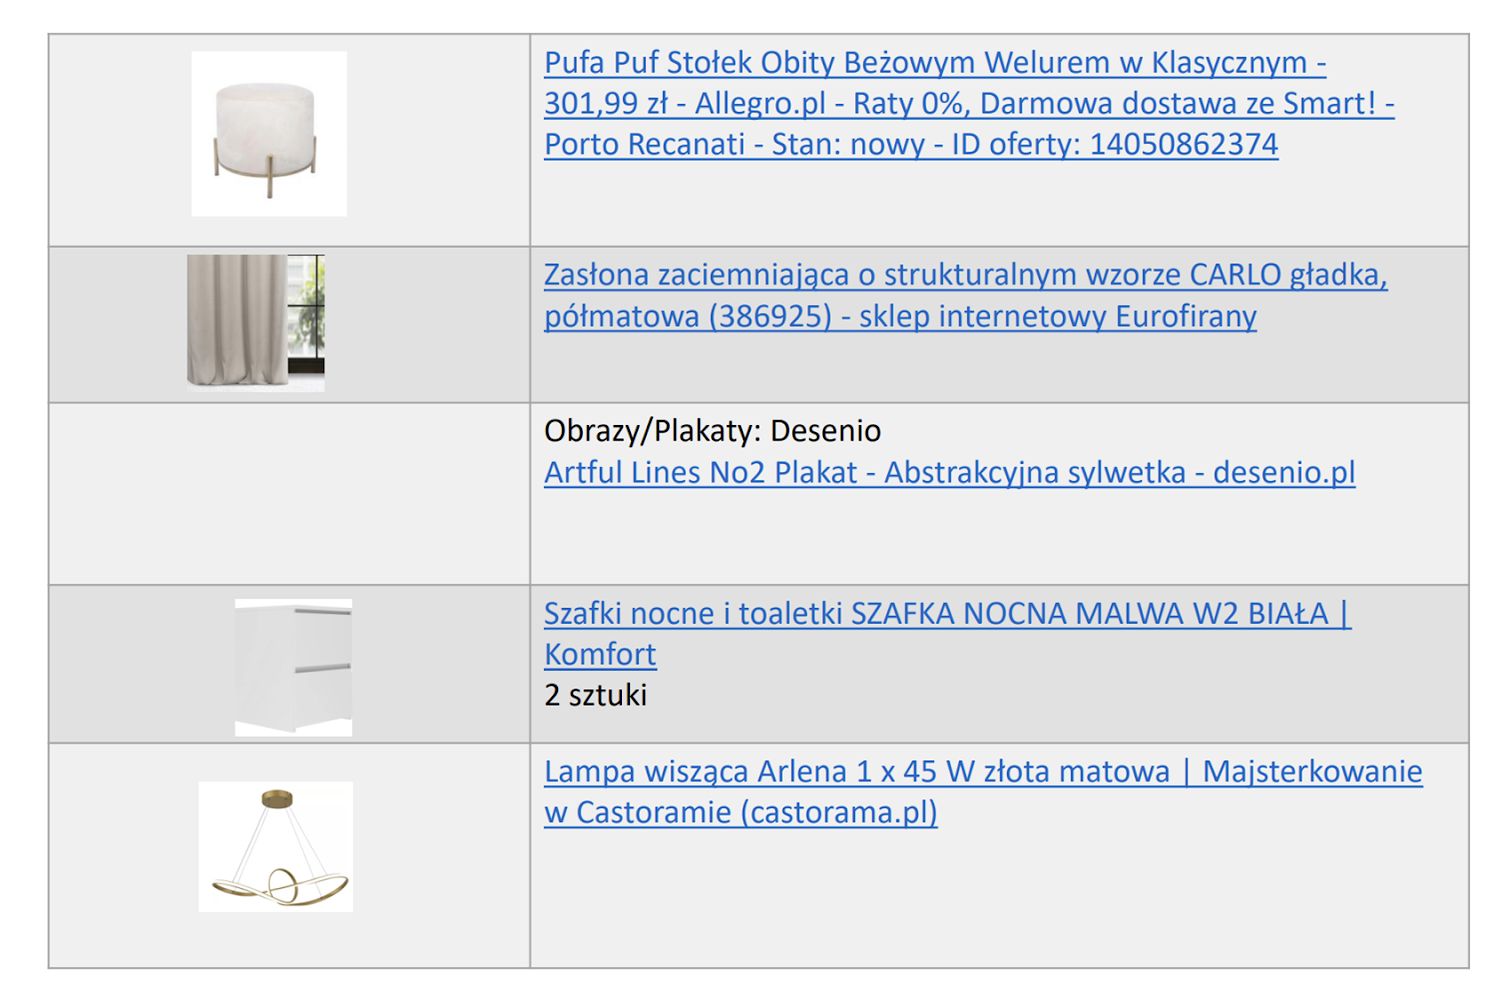 Pufa Puf Stołek Obity Beżowym Welurem w Klasycznym -
301,99 zł - Allegro.pl - Raty 0%, Darmowa dostawa ze Smart! -
Porto Recanati - Stan: nowy - ID oferty: 14050862374
Zasłona zaciemniająca o strukturalnym wzorze CARLO gładka,
półmatowa (386925) - sklep internetowy Eurofirany
Obrazy/Plakaty: Desenio
Artful Lines No2 Plakat - Abstrakcyjna sylwetka - desenio.pl
Szafki nocne i toaletki SZAFKA NOCNA MALWA W2 BIAŁA |
Komfort
2 sztuki
Lampa wisząca Arlena 1 x 45 W złota matowa | Majsterkowanie
w Castoramie (castorama.pl)